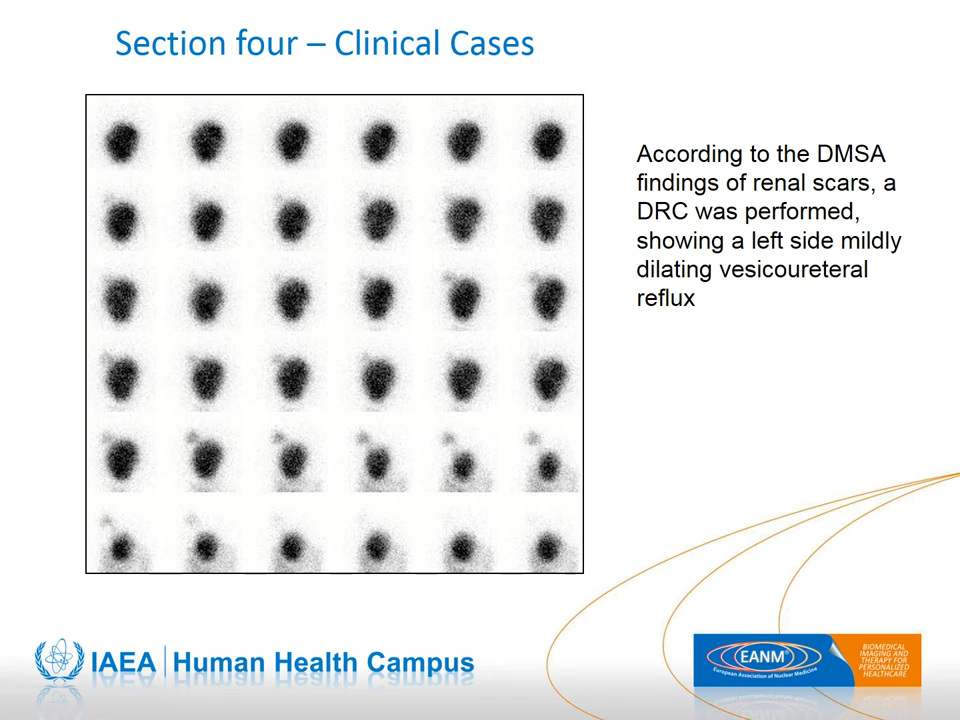 Section four – Clinical Cases
According to the DMSA
findings of renal scars, a
DRC was performed,
showing a left side mildly
dilating vesicoureteral
reflux
IAEA | Human Health Campus
EANM®
European Association of Nuclear Medicine
BIOMEDICAL
IMAGING AND
THERAPY FOR
PERSONALIZED
HEALTHCARE